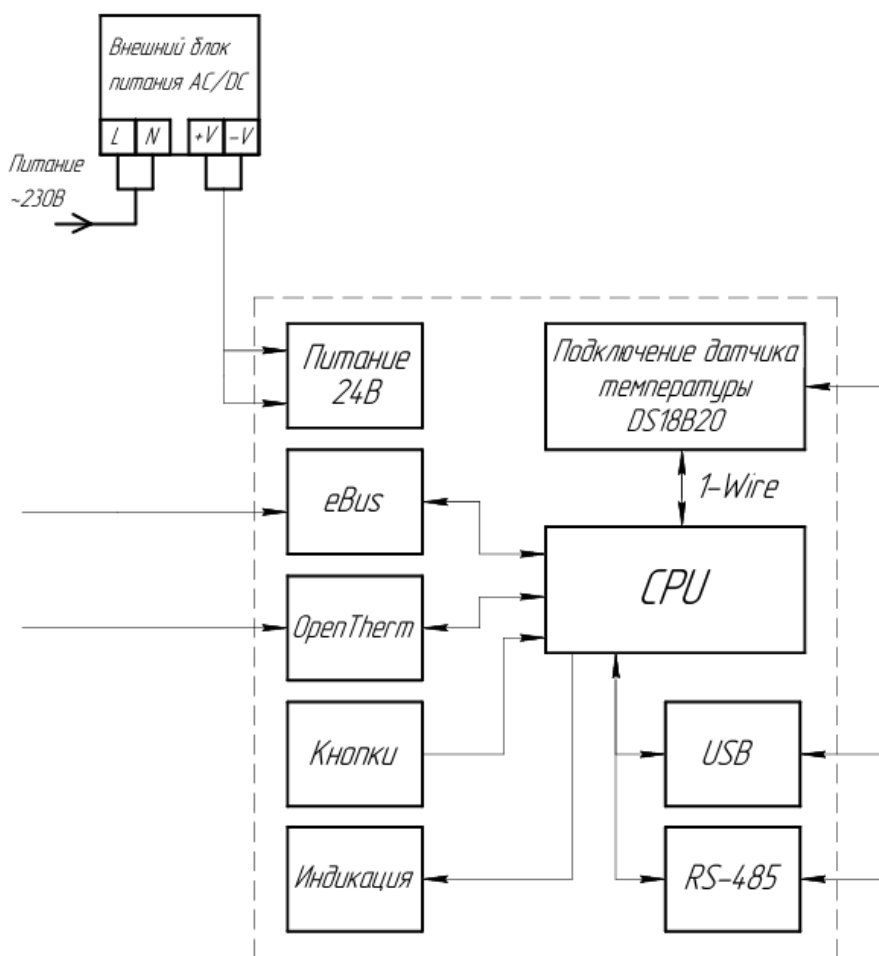 Внешний блок
питания AC/DC
L N +V -V
Питание
~230В
Питание
24В
Подключение датчика
температуры
DS18B20
eBus
1-Wire
CPU
OpenTherm
Кнопки
USB
Индикация
RS-485